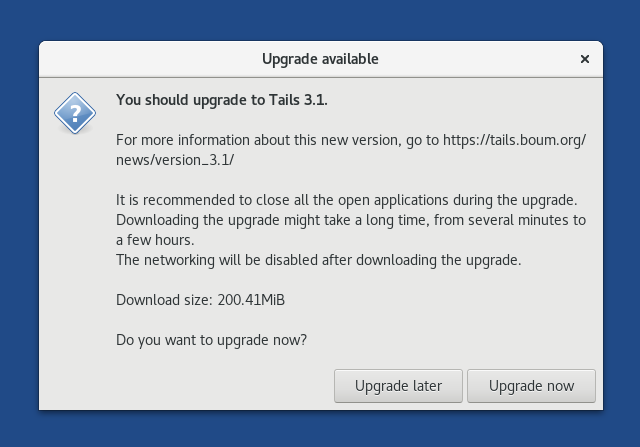 Upgrade available
You should upgrade to Tails 3.1.
For more information about this new version, go to https://tails.boum.org/
news/version_3.1/
It is recommended to close all the open applications during the upgrade.
Downloading the upgrade might take a long time, from several minutes to
a few hours.
The networking will be disabled after downloading the upgrade.
Download size: 200.41MiB
Do you want to upgrade now?
Upgrade later
Upgrade now